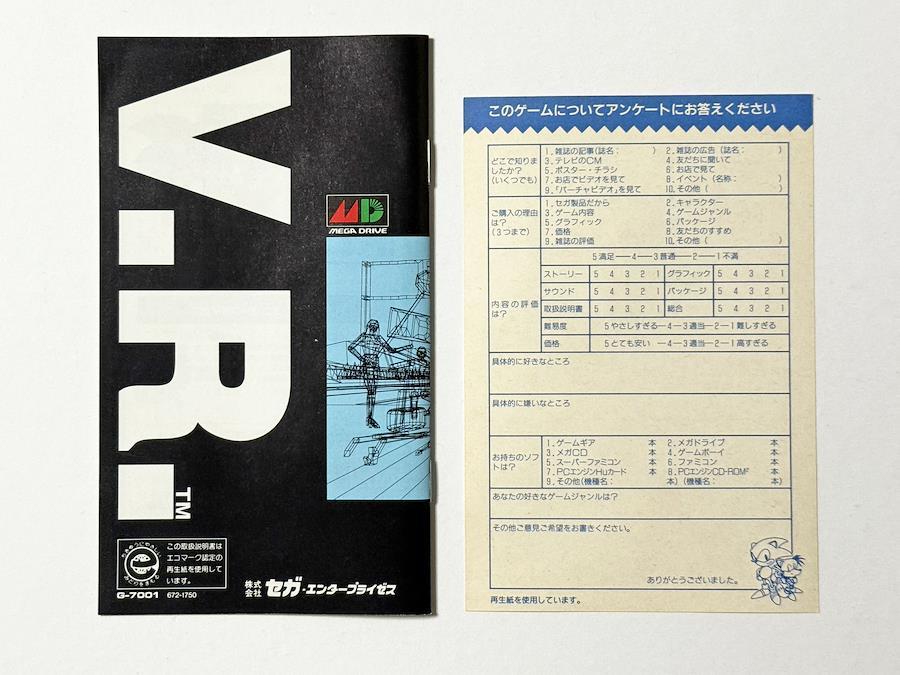 V.R.™
MEGA DRIVE
この取扱説明書は
エコマーク認定の
再生紙を使用して
います。
G-7001 672-1750
株式会社 セガ・エンタープライゼス
このゲームについてアンケートにお答えください
どこで知りましたか?(いくつでも)
1.雑誌の記事(誌名: ) 2.雑誌の広告(誌名: )
3.テレビのCM 4.友だちに聞いて
5.ポスター・チラシ 6.お店で見て
7.お店でビデオを見て 8.イベント(名称: )
9.「バーチャビデオ」を見て 10.その他( )
ご購入の理由は?(3つまで)
1.セガ製品だから 2.キャラクター
3.ゲーム内容 4.ゲームジャンル
5.グラフィック 6.パッケージ
7.価格 8.友だちのすすめ
9.雑誌の評価 10.その他( )
内容の評価は?
5満足―4―3普通―2―1不満
ストーリー 5 4 3 2 1 グラフィック 5 4 3 2 1
サウンド 5 4 3 2 1 パッケージ 5 4 3 2 1
取扱説明書 5 4 3 2 1 総合 5 4 3 2 1
難易度 5やさしすぎる―4―3適当―2―1難しすぎる
価格 5とても安い ―4―3適当―2―1高すぎる
具体的に好きなところ
具体的に嫌いなところ
お持ちのソフトは?
1.ゲームギア 本 2.メガドライブ 本
3.メガCD 本 4.ゲームボーイ 本
5.スーパーファミコン 本 6.ファミコン 本
7.PCエンジンHuカード 本 8.PCエンジンCD-ROM² 本
9.その他(機種名: 本)(機種名: 本)
あなたの好きなゲームジャンルは?
その他ご意見ご希望をお書きください。
ありがとうございました。
再生紙を使用しています。